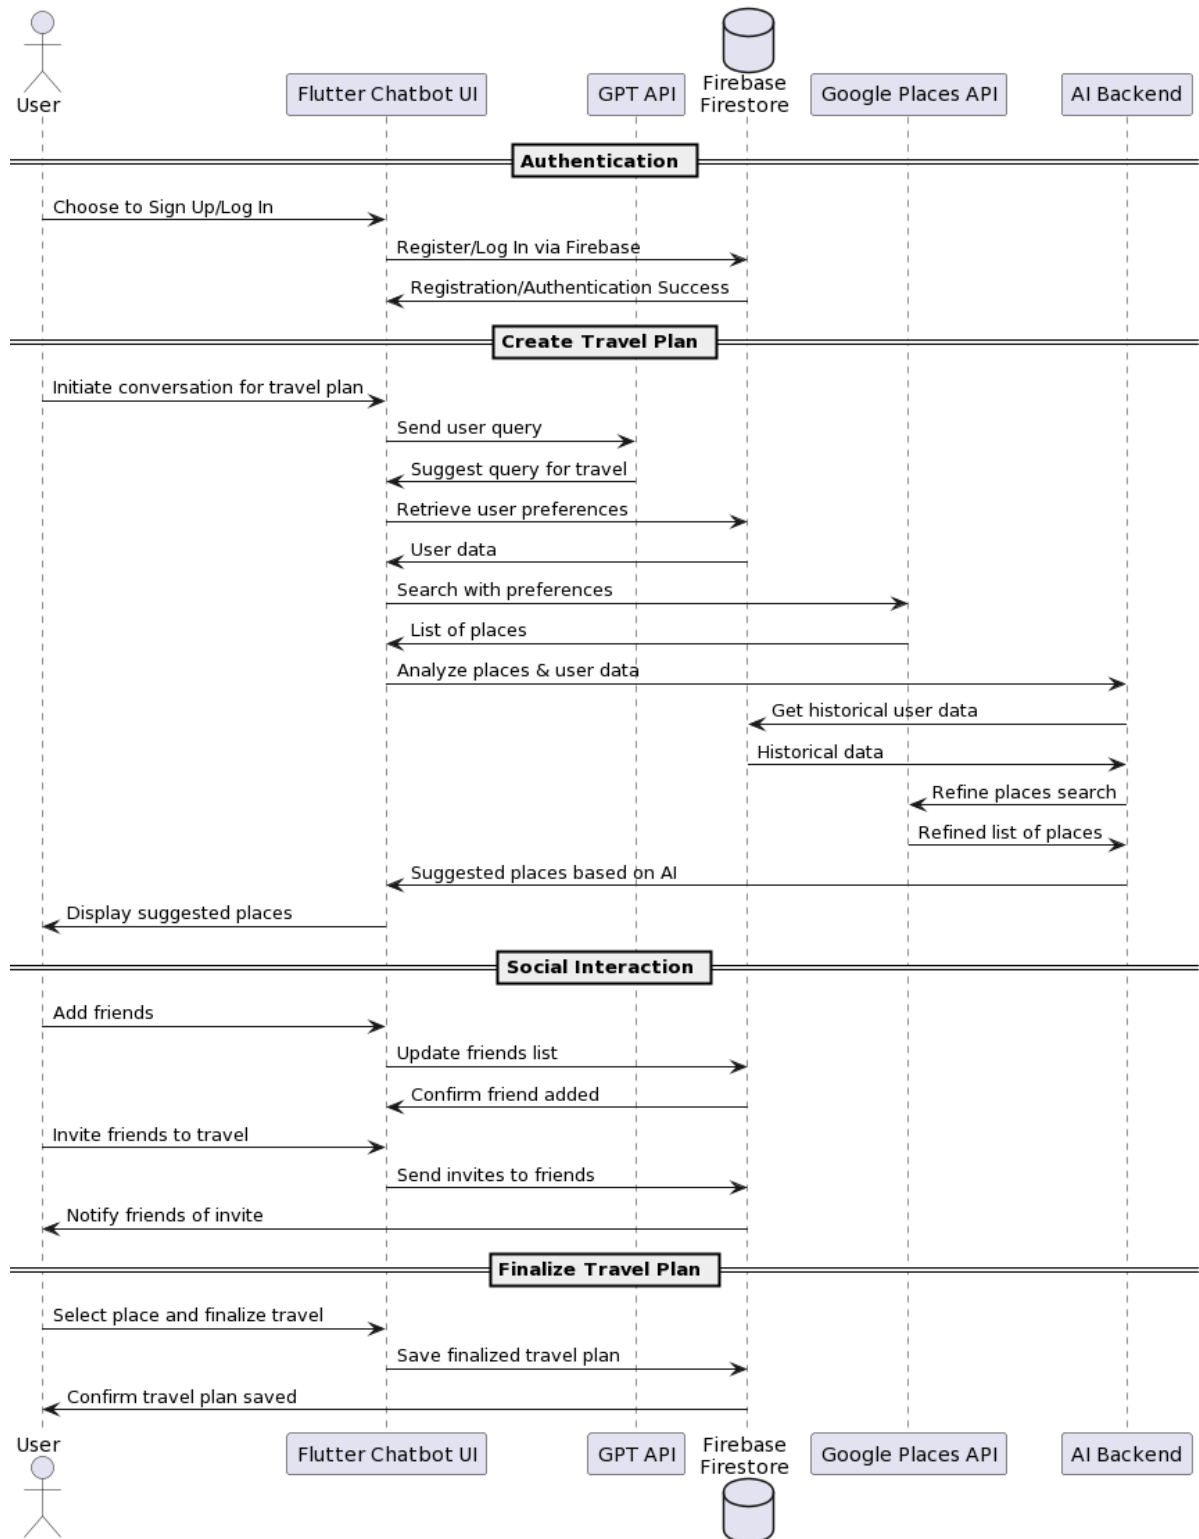 User
Flutter Chatbot UI
GPT API
Firebase
Firestore
Google Places API
AI Backend
Authentication
Choose to Sign Up/Log In
Register/Log In via Firebase
Registration/Authentication Success
Create Travel Plan
Initiate conversation for travel plan
Send user query
Suggest query for travel
Retrieve user preferences
User data
Search with preferences
List of places
Analyze places & user data
Get historical user data
Historical data
Refine places search
Refined list of places
Suggested places based on AI
Display suggested places
Social Interaction
Add friends
Update friends list
Confirm friend added
Invite friends to travel
Send invites to friends
Notify friends of invite
Finalize Travel Plan
Select place and finalize travel
Save finalized travel plan
Confirm travel plan saved
User
Flutter Chatbot UI
GPT API
Firebase
Firestore
Google Places API
AI Backend